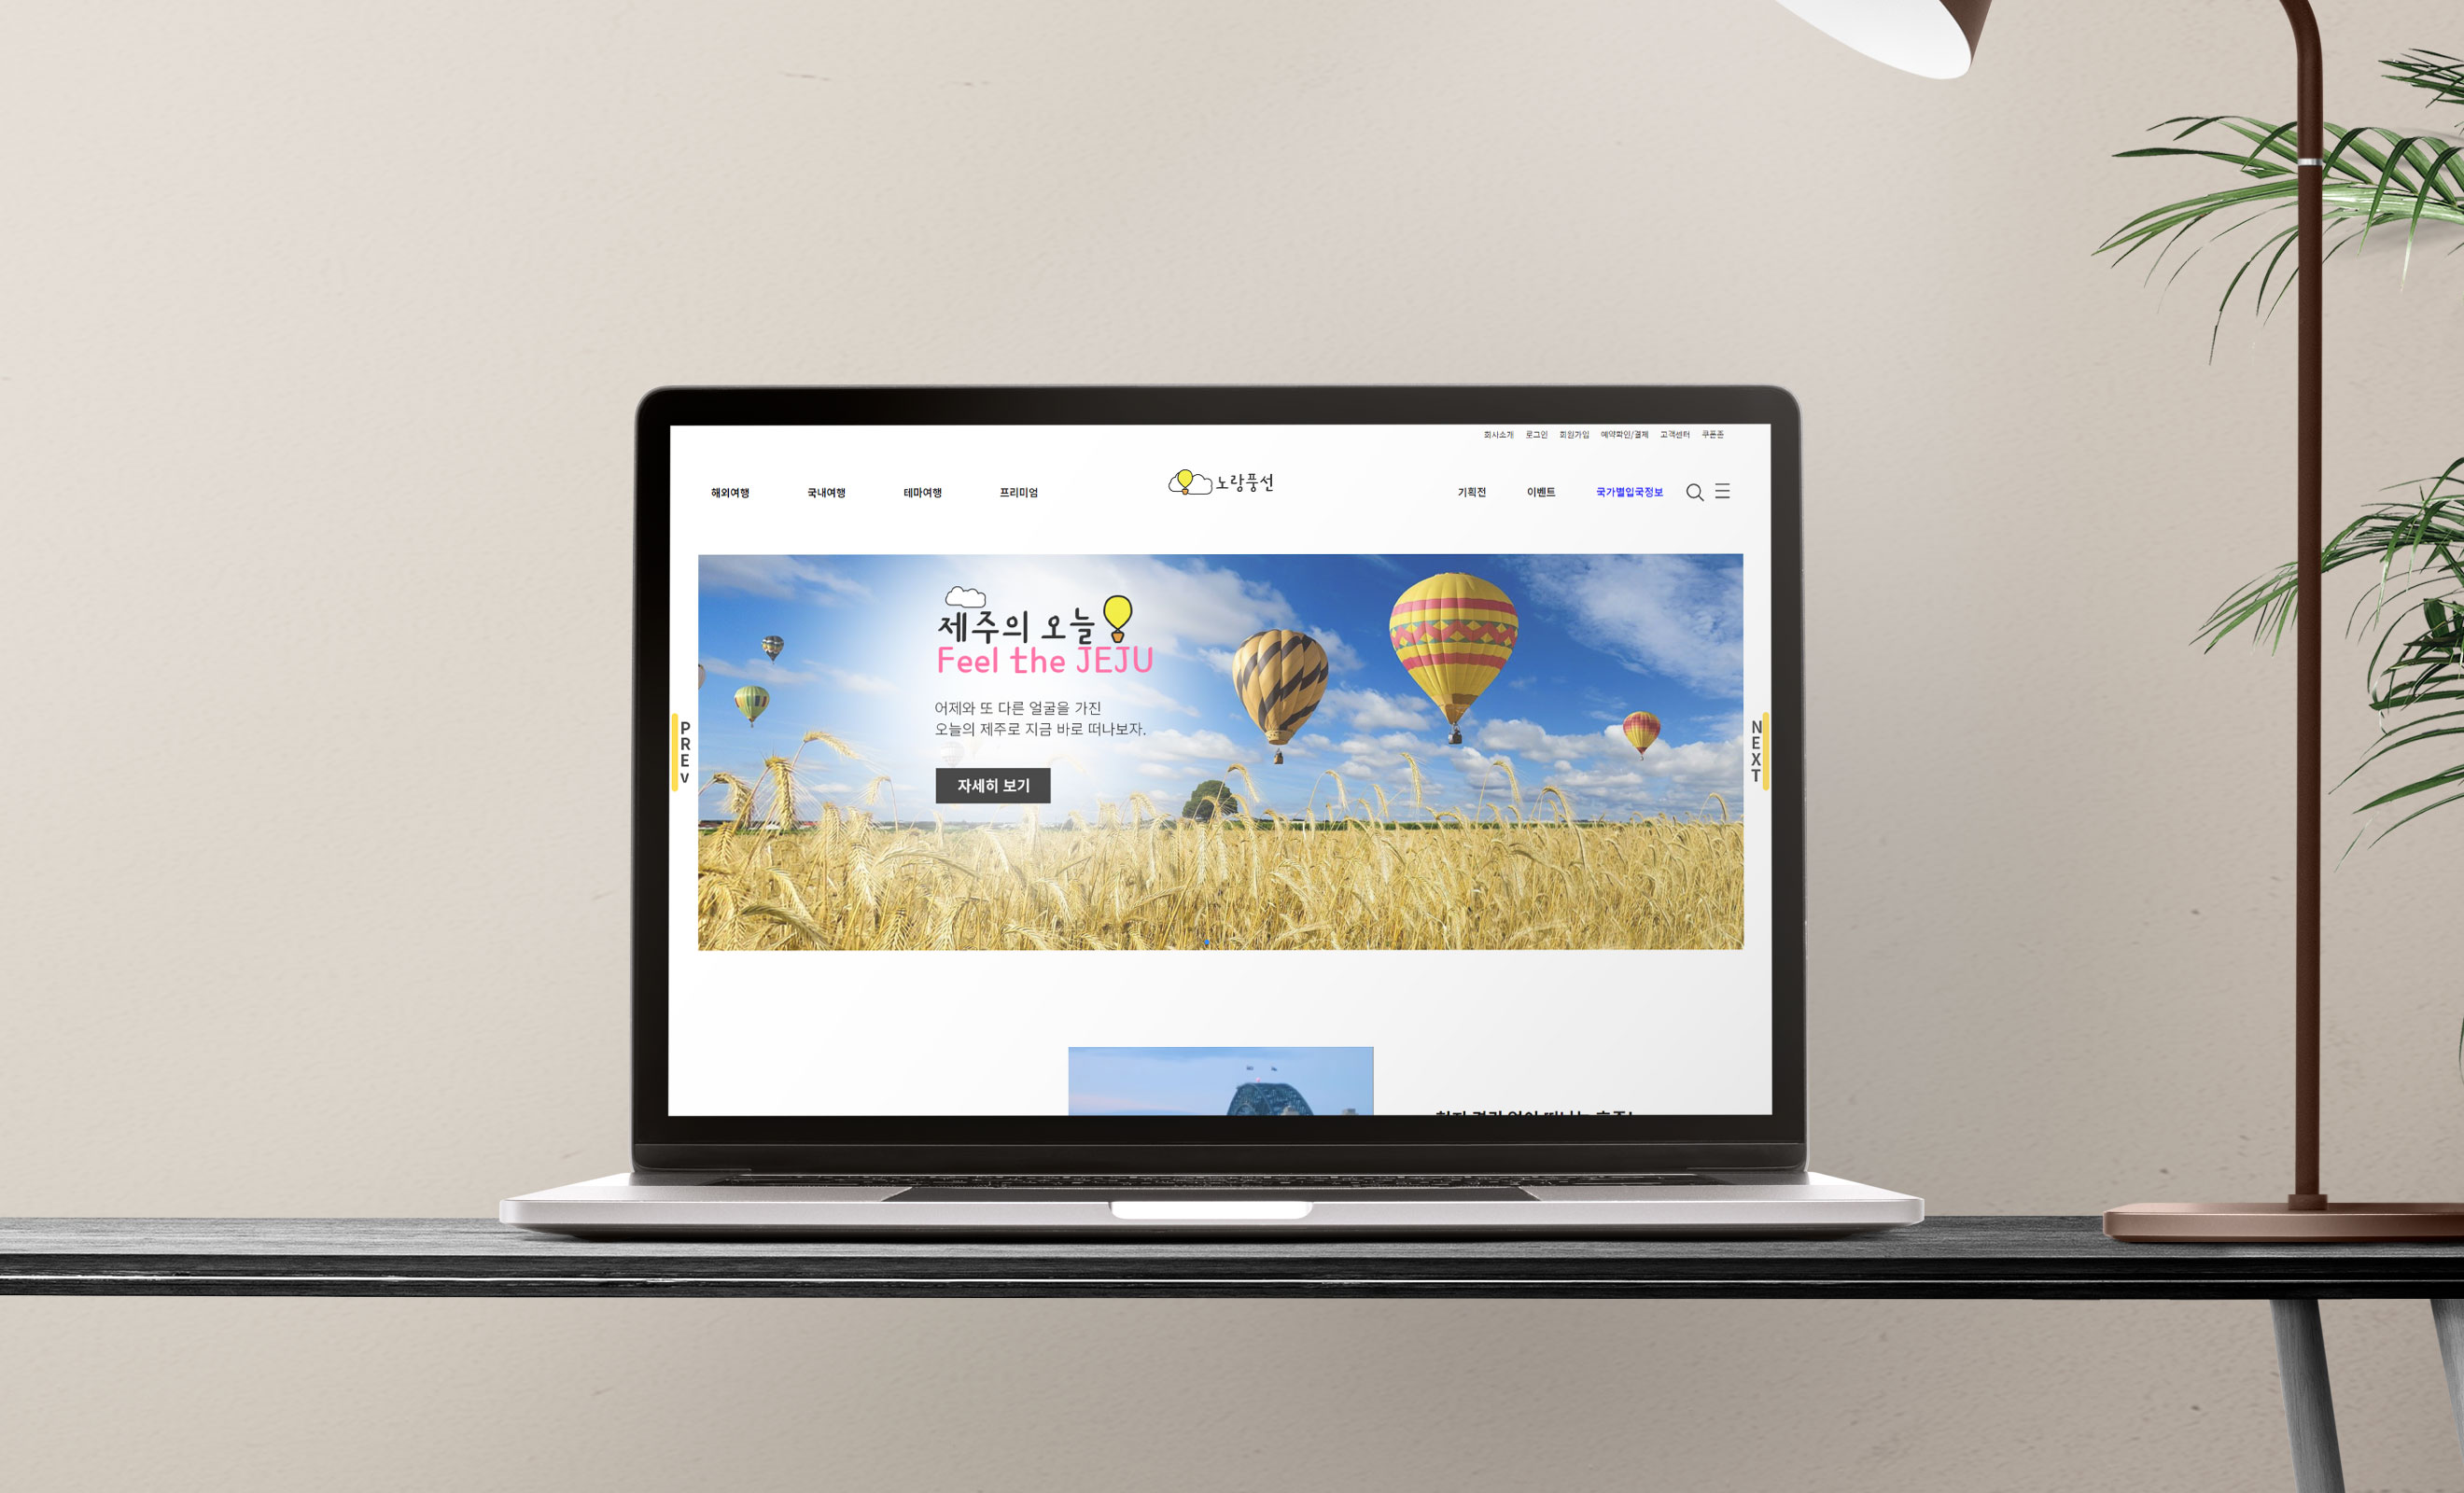 회사소개 로그인 회원가입 예약확인/결제 고객센터 쿠폰존
해외여행 국내여행 테마여행 프리미엄 노랑풍선 기획전 이벤트 국가별입국정보
제주의 오늘
Feel the JEJU
어제와 또 다른 얼굴을 가진
오늘의 제주로 지금 바로 떠나보자.
자세히 보기
PREV
NEXT